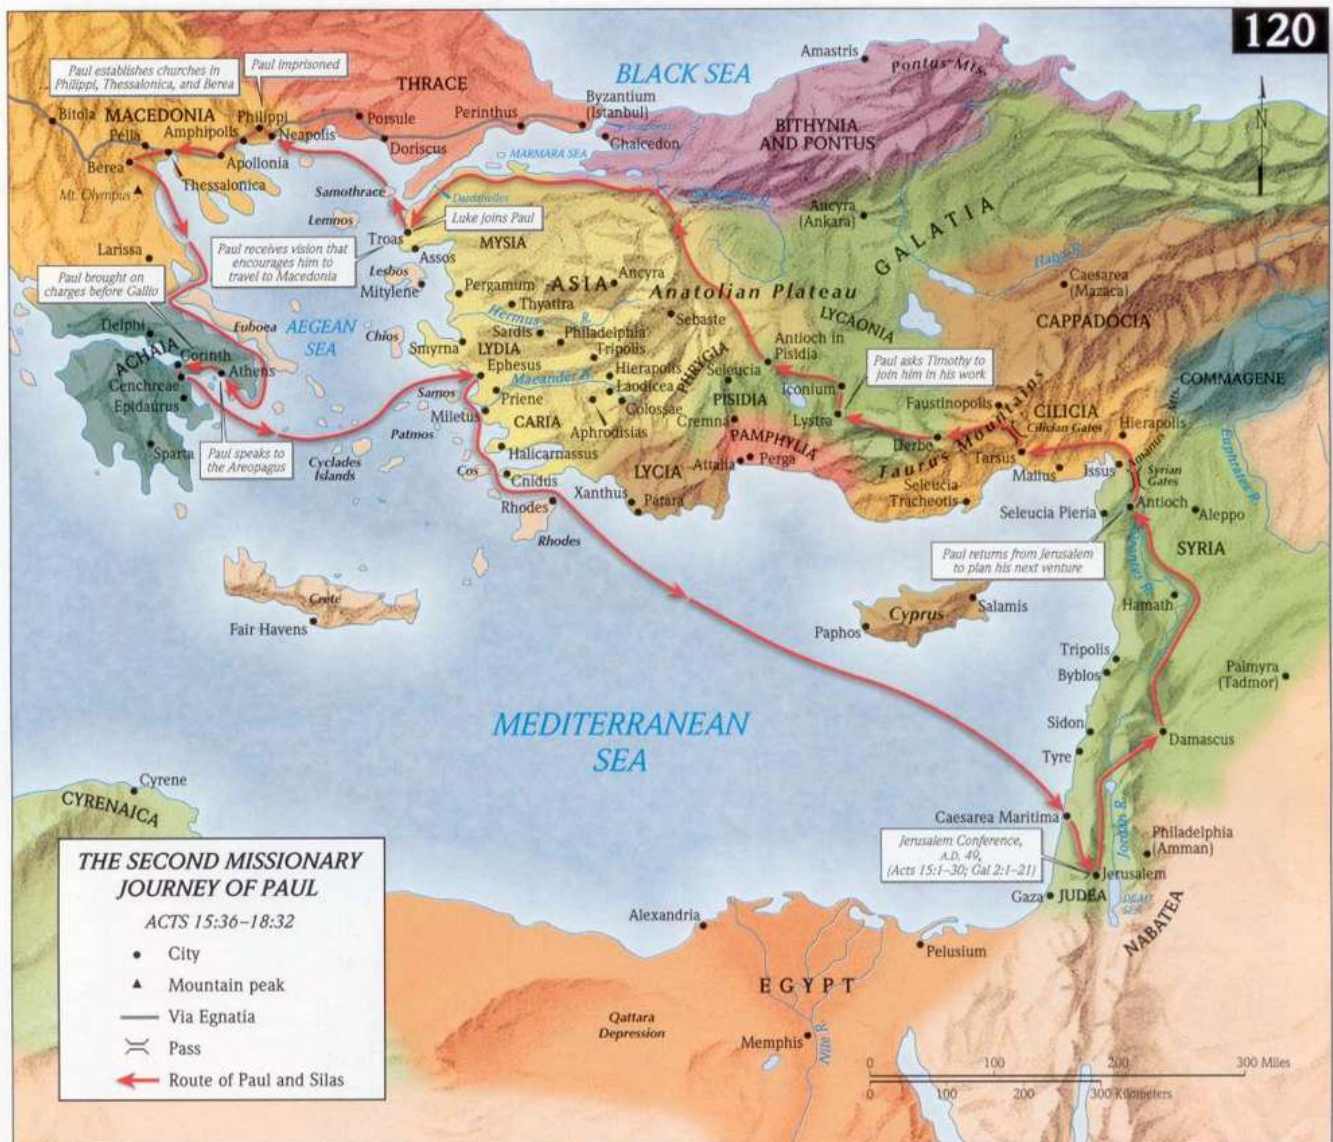 120
BLACK SEA
Amastris
Pontus Mts.
Paul establishes churches in
Philippi, Thessalonica, and Berea
Paul imprisoned
THRACE
Bitola
MACEDONIA
Pella
Amphipolis
Philippi
Neapolis
Porsule
Perinthus
Byzantium
(Istanbul)
Doriscus
Chalcedon
BITHYNIA
AND PONTUS
MARMARA SEA
Berea
Apollonia
Thessalonica
Mt. Olympus
Samothrace
Dardanelles
Lemnos
Luke joins Paul
Ancyra
(Ankara)
GALATIA
Troas
MYSIA
Paul receives vision that
encourages him to
travel to Macedonia
Assos
Larissa
Lesbos
Mitylene
Paul brought on
charges before Gallio
Pergamum
ASIA
Ancyra
Anatolian Plateau
Halys R.
Caesarea
(Mazaca)
Thyatira
Hermus
R.
Sebaste
LYCAONIA
CAPPADOCIA
Delphi
Euboea
AEGEAN
SEA
Chios
Sardis
Philadelphia
Smyrna
LYDIA
Tripolis
PHRYGIA
Antioch in
Pisidia
ACHAIA
Corinth
Athens
Ephesus
Hierapolis
Seleucia
Paul asks Timothy to
join him in his work
COMMAGENE
Cenchreae
Maeander R.
Laodicea
Iconium
Epidaurus
Samos
Priene
Colossae
PISIDIA
Faustinopolis
CILICIA
Cilician Gates
Hierapolis
Miletus
CARIA
Aphrodisias
Cremna
Lystra
Derbe
Taurus Mountains
Tarsus
Amanus Mts.
Euphrates R.
Sparta
Paul speaks to
the Areopagus
Patmos
Cyclades
Islands
Halicarnassus
PAMPHYLIA
Attalia
Perga
Mallus
Issus
Syrian
Gates
Cos
Cnidus
LYCIA
Xanthus
Patara
Seleucia
Tracheotis
Seleucia Pieria
Antioch
Aleppo
Rhodes
Rhodes
Paul returns from Jerusalem
to plan his next venture
Orontes R.
SYRIA
Crete
Fair Havens
Hamath
Cyprus
Salamis
Paphos
Tripolis
Byblos
Palmyra
(Tadmor)
MEDITERRANEAN
SEA
Sidon
Tyre
Damascus
Cyrene
CYRENAICA
Caesarea Maritima
Jordan R.
Philadelphia
(Amman)
Jerusalem Conference,
A.D. 49,
(Acts 15:1–30; Gal 2:1–21)
Jerusalem
Gaza
JUDEA
DEAD
SEA
NABATEA
Alexandria
Pelusium
EGYPT
Qattara
Depression
Memphis
Nile R.
THE SECOND MISSIONARY
JOURNEY OF PAUL
ACTS 15:36–18:32
City
Mountain peak
Via Egnatia
Pass
Route of Paul and Silas
N
0 100 200 300 Miles
0 100 200 300 Kilometers